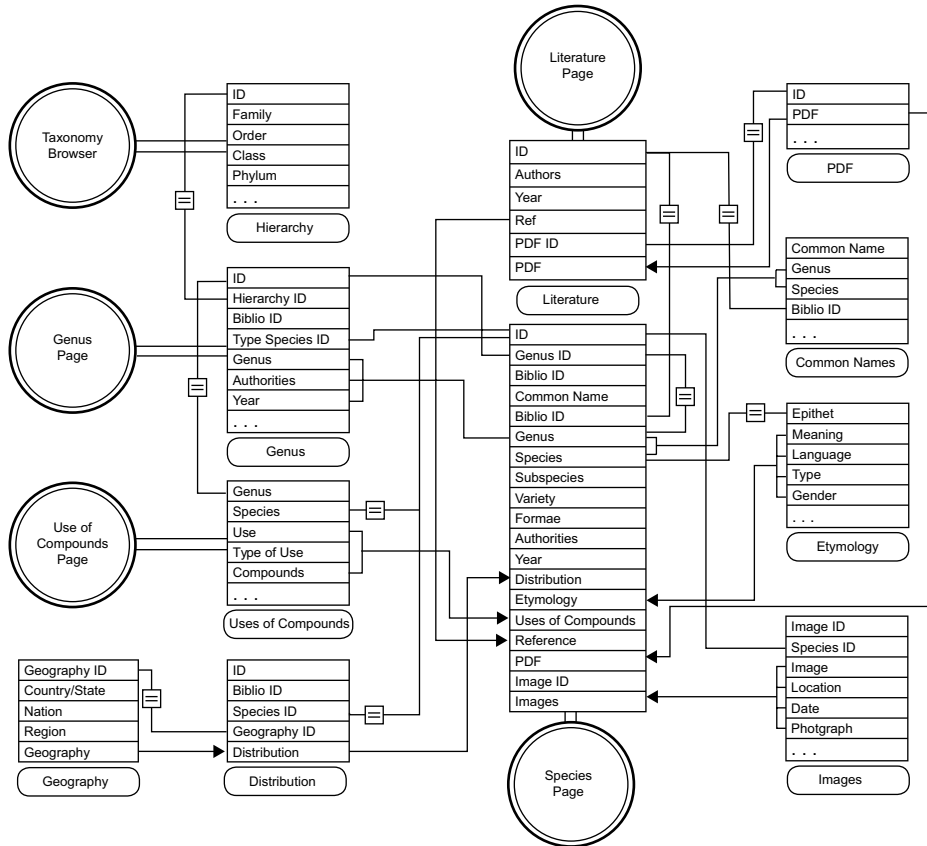 Taxonomy
Browser
ID
Family
Order
Class
Phylum
. . .
Hierarchy
Genus
Page
ID
Hierarchy ID
Biblio ID
Type Species ID
Genus
Authorities
Year
. . .
Genus
Use of
Compounds
Page
Genus
Species
Use
Type of Use
Compounds
. . .
Uses of Compounds
Geography ID
Country/State
Nation
Region
Geography
Geography
ID
Biblio ID
Species ID
Geography ID
Distribution
Distribution
Literature
Page
ID
Authors
Year
Ref
PDF ID
PDF
Literature
ID
Genus ID
Biblio ID
Common Name
Biblio ID
Genus
Species
Subspecies
Variety
Formae
Authorities
Year
Distribution
Etymology
Uses of Compounds
Reference
PDF
Image ID
Images
Species
Page
ID
PDF
. . .
PDF
Common Name
Genus
Species
Biblio ID
. . .
Common Names
Epithet
Meaning
Language
Type
Gender
. . .
Etymology
Image ID
Species ID
Image
Location
Date
Photgraph
. . .
Images